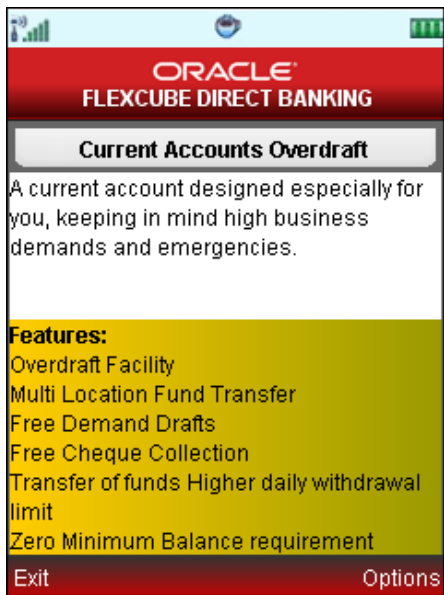 ORACLE
FLEXCUBE DIRECT BANKING
Current Accounts Overdraft
A current account designed especially for
you, keeping in mind high business
demands and emergencies.
Features:
Overdraft Facility
Multi Location Fund Transfer
Free Demand Drafts
Free Cheque Collection
Transfer of funds Higher daily withdrawal
limit
Zero Minimum Balance requirement
Exit Options